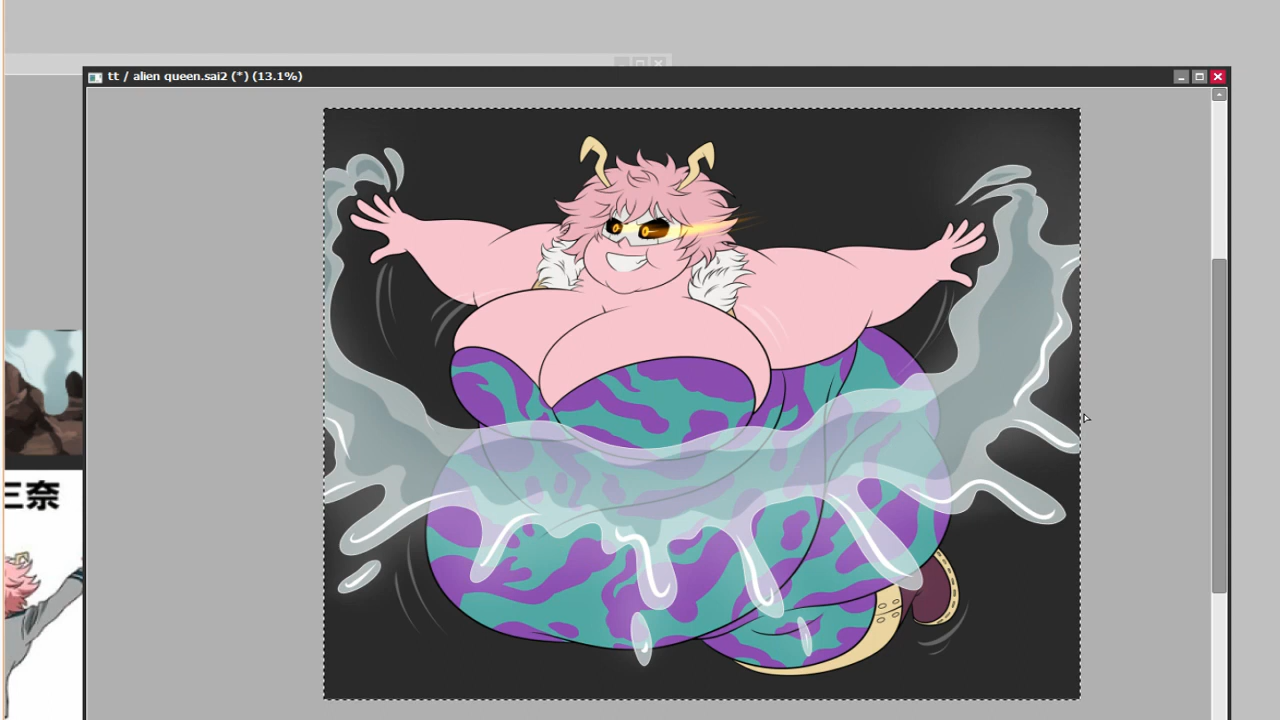 tt / alien queen.sai2 (*) (13.1%)
三奈